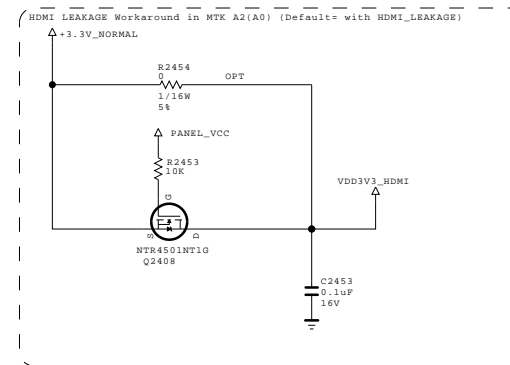 HDMI LEAKAGE Workaround in MTK A2(A0) (Default= with HDMI_LEAKAGE)
+3.3V_NORMAL
R2454
0
OPT
1/16W
5%
PANEL_VCC
R2453
10K
VDD3V3_HDMI
G
S
D
NTR4501NT1G
Q2408
C2453
0.1uF
16V